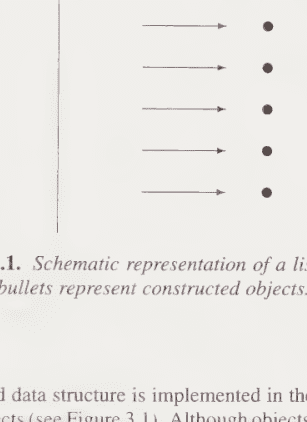 .1. Schematic representation of a lis
bullets represent constructed objects.
d data structure is implemented in the
cts (see Figure 3.1). Although objects